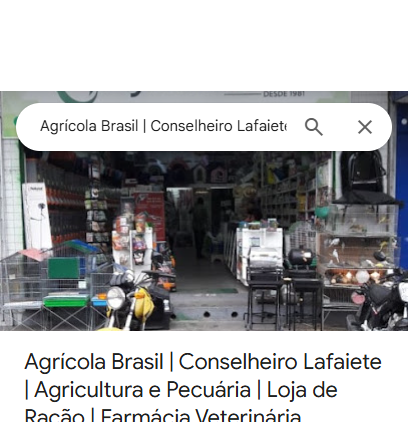 DESDE 1981
Agrícola Brasil | Conselheiro Lafaiete
Agrícola Brasil | Conselheiro Lafaiete
| Agricultura e Pecuária | Loja de
Ração | Farmácia Veterinária